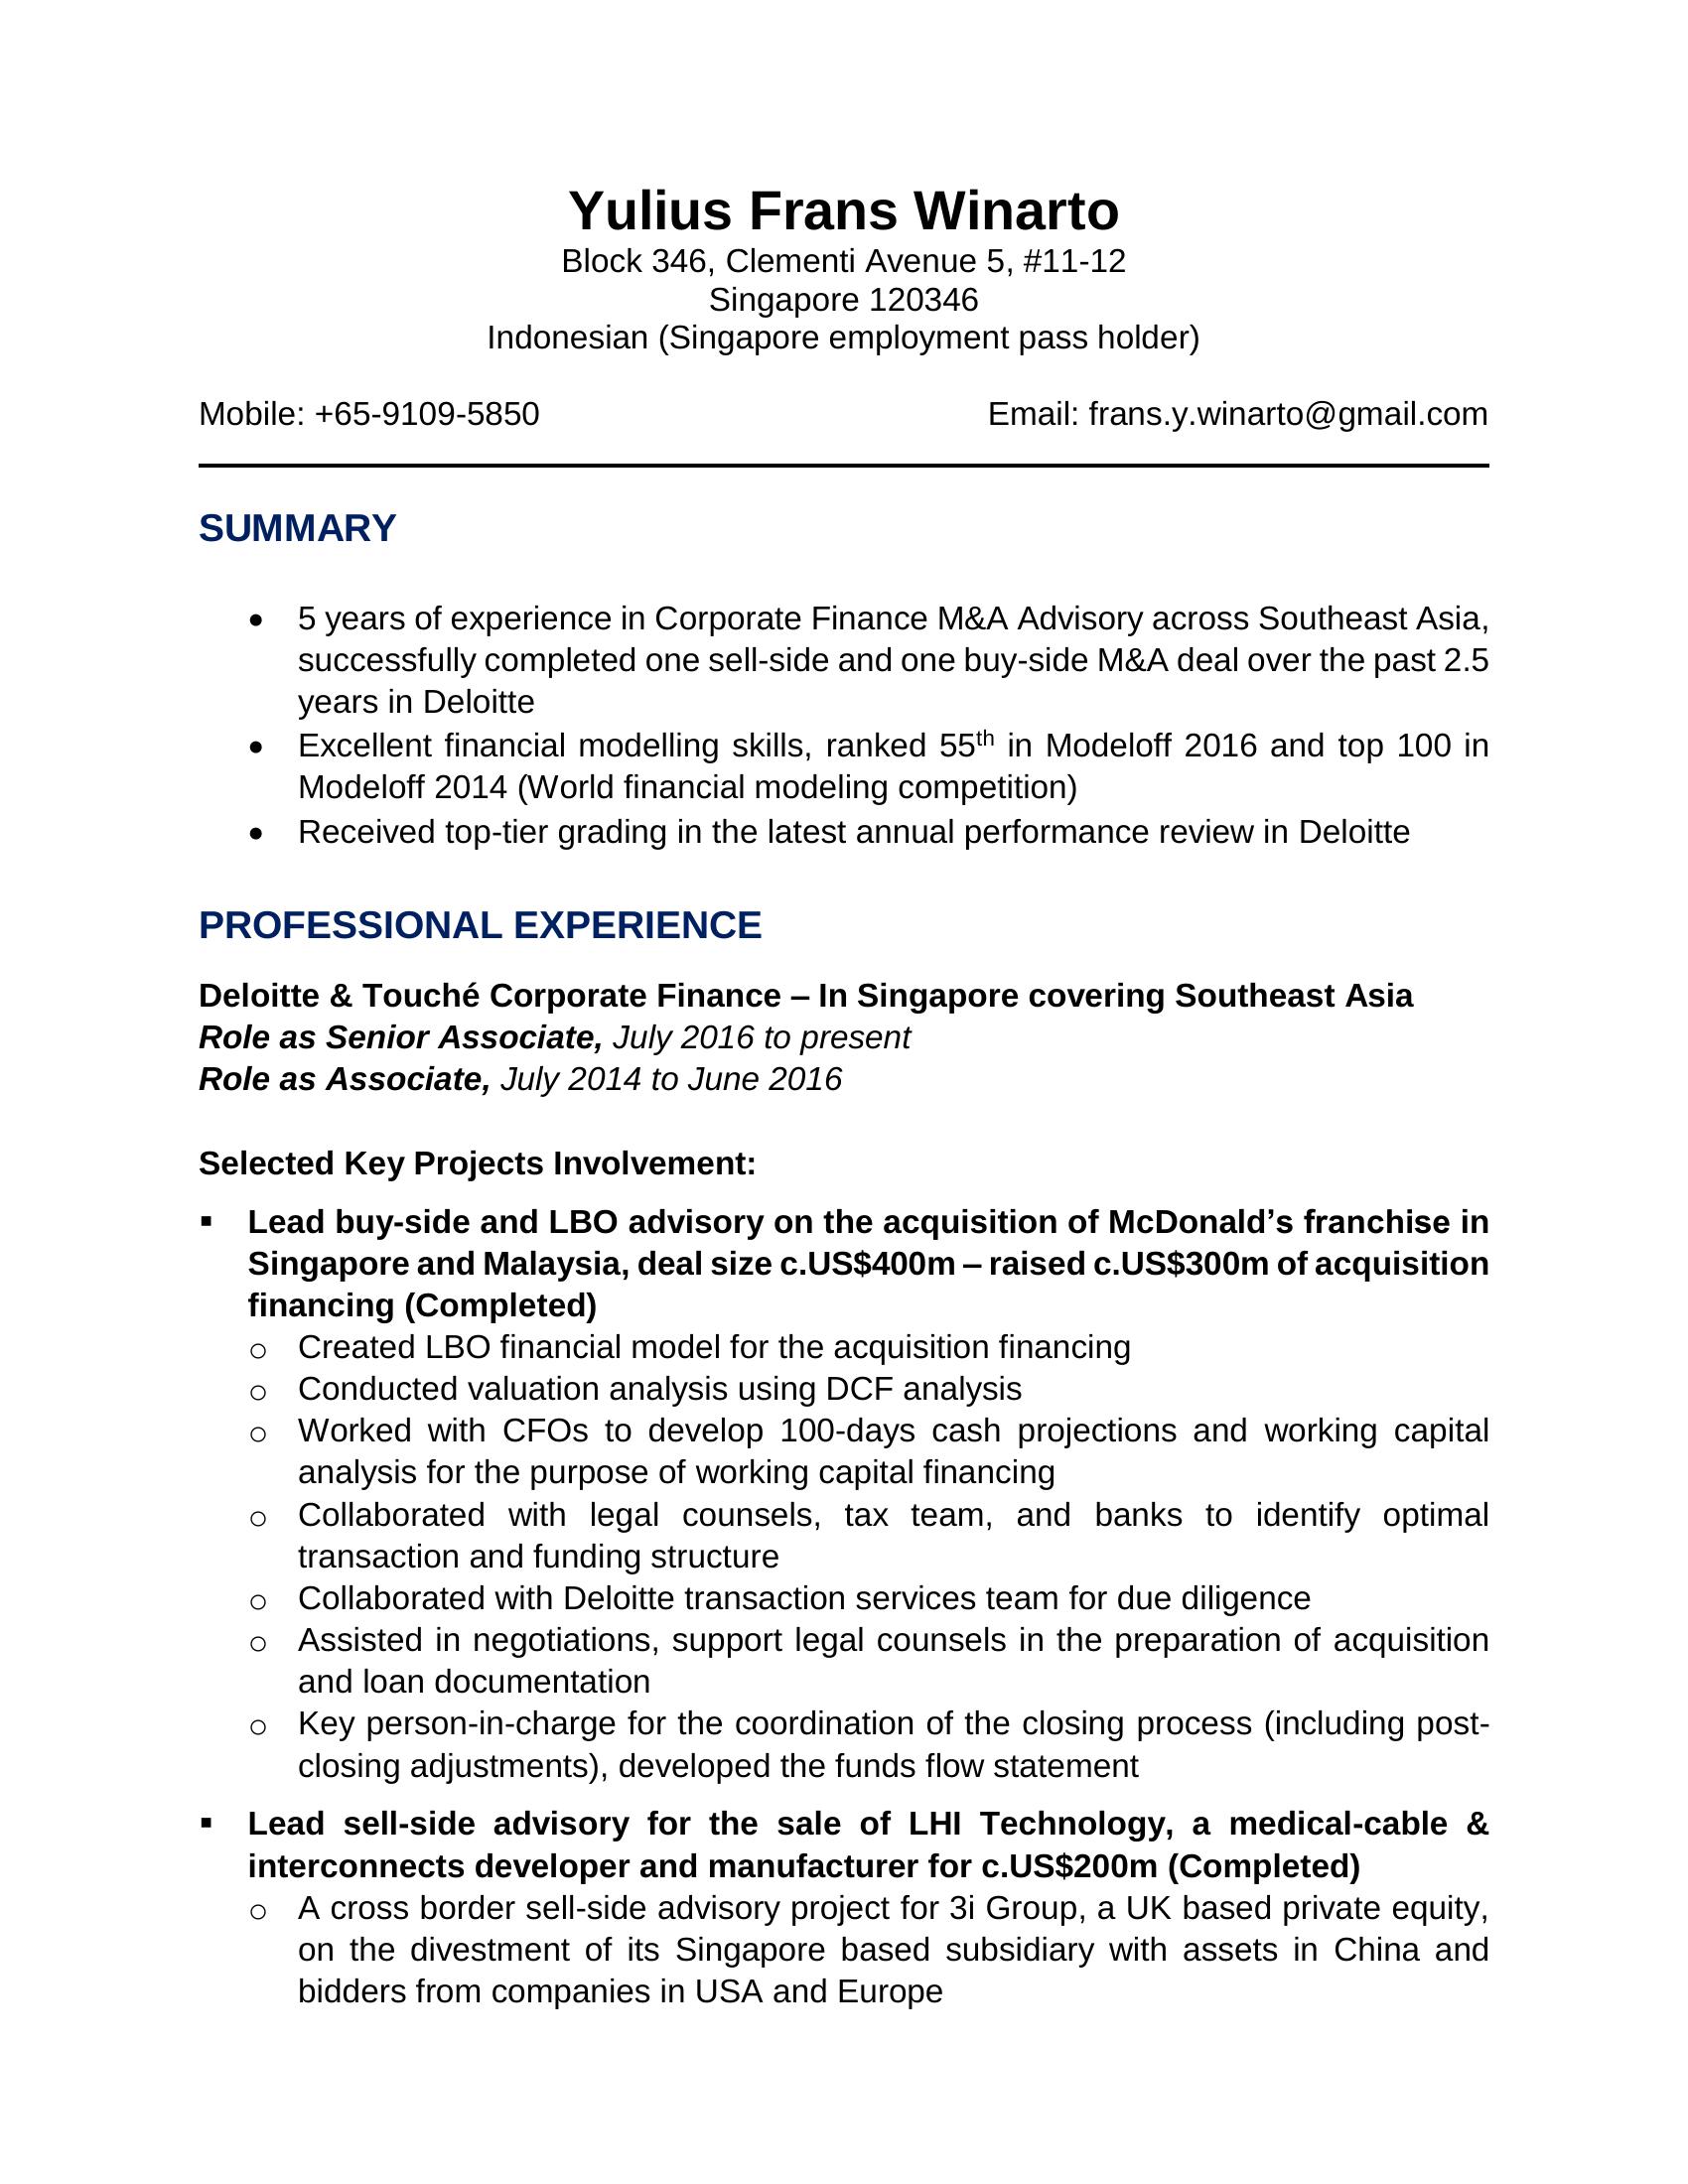 Yulius Frans Winarto
Block 346, Clementi Avenue 5, #11-12
Singapore 120346
Indonesian (Singapore employment pass holder)
Mobile: +65-9109-5850 Email: frans.y.winarto@gmail.com
SUMMARY
• 5 years of experience in Corporate Finance M&A Advisory across Southeast Asia,
successfully completed one sell-side and one buy-side M&A deal over the past 2.5
years in Deloitte
• Excellent financial modelling skills, ranked 55th in Modeloff 2016 and top 100 in
Modeloff 2014 (World financial modeling competition)
• Received top-tier grading in the latest annual performance review in Deloitte
PROFESSIONAL EXPERIENCE
Deloitte & Touché Corporate Finance – In Singapore covering Southeast Asia
Role as Senior Associate, July 2016 to present
Role as Associate, July 2014 to June 2016
Selected Key Projects Involvement:
▪ Lead buy-side and LBO advisory on the acquisition of McDonald’s franchise in
Singapore and Malaysia, deal size c.US$400m – raised c.US$300m of acquisition
financing (Completed)
o Created LBO financial model for the acquisition financing
o Conducted valuation analysis using DCF analysis
o Worked with CFOs to develop 100-days cash projections and working capital
analysis for the purpose of working capital financing
o Collaborated with legal counsels, tax team, and banks to identify optimal
transaction and funding structure
o Collaborated with Deloitte transaction services team for due diligence
o Assisted in negotiations, support legal counsels in the preparation of acquisition
and loan documentation
o Key person-in-charge for the coordination of the closing process (including post-
closing adjustments), developed the funds flow statement
▪ Lead sell-side advisory for the sale of LHI Technology, a medical-cable &
interconnects developer and manufacturer for c.US$200m (Completed)
o A cross border sell-side advisory project for 3i Group, a UK based private equity,
on the divestment of its Singapore based subsidiary with assets in China and
bidders from companies in USA and Europe